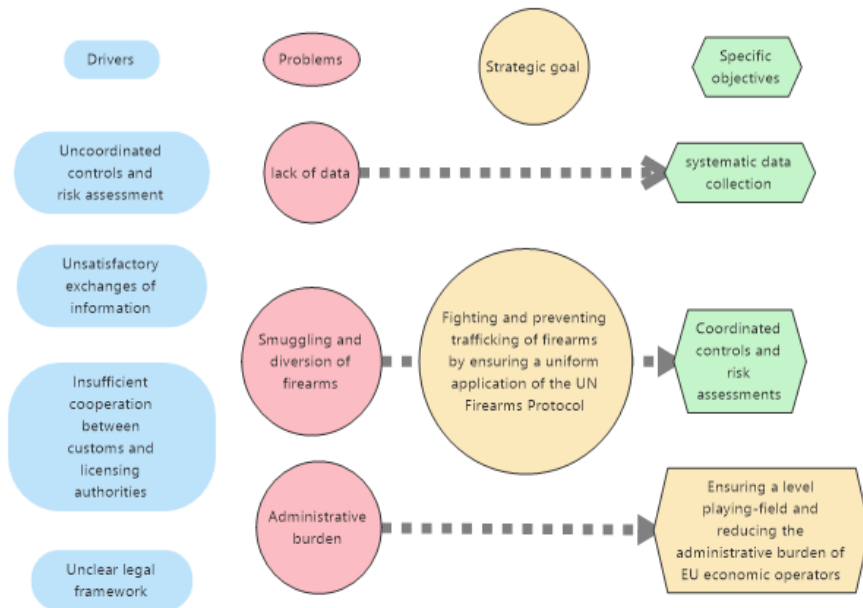 Drivers
Problems
Strategic goal
Specific
objectives
Uncoordinated
controls and
risk assessment
lack of data
systematic data
collection
Unsatisfactory
exchanges of
information
Smuggling and
diversion of
firearms
Fighting and preventing
trafficking of firearms
by ensuring a uniform
application of the UN
Firearms Protocol
Coordinated
controls and
risk
assessments
Insufficient
cooperation
between
customs and
licensing
authorities
Administrative
burden
Ensuring a level
playing-field and
reducing the
administrative burden of
EU economic operators
Unclear legal
framework